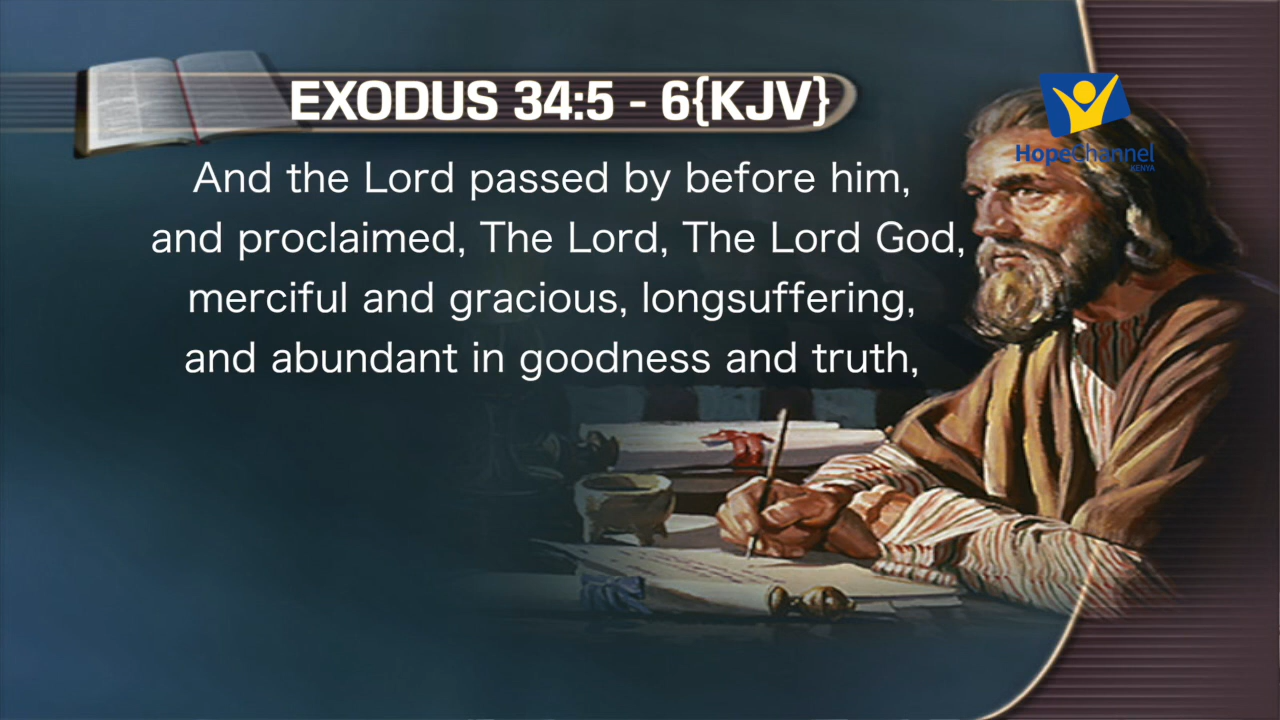 EXODUS 34:5 - 6{KJV}
And the Lord passed by before him,
and proclaimed, The Lord, The Lord God,
merciful and gracious, longsuffering,
and abundant in goodness and truth,
HopeChannel
KENYA